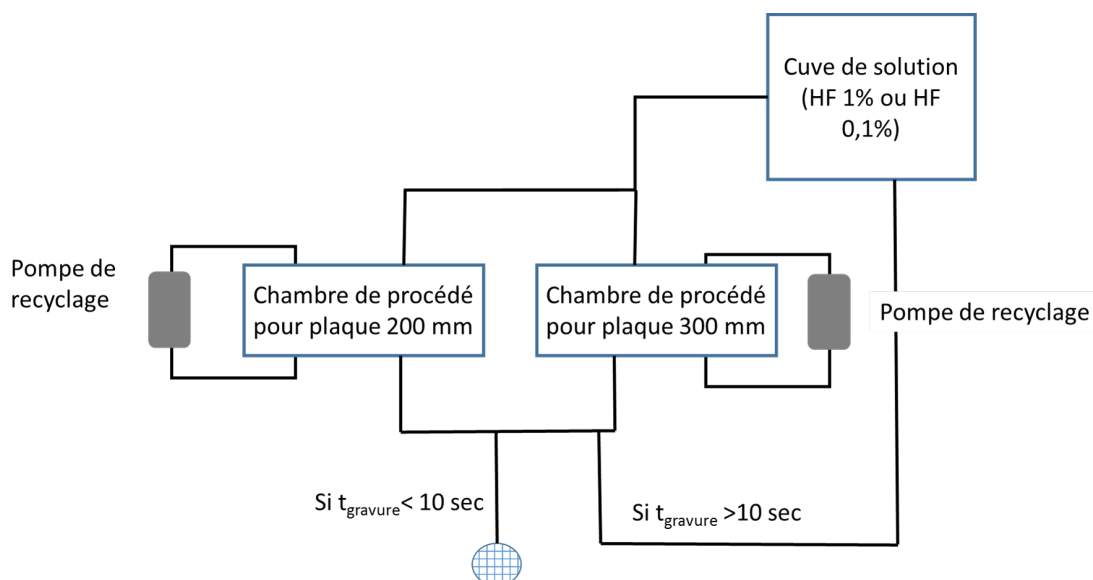 Cuve de solution
(HF 1% ou HF
0,1%)
Pompe de
recyclage
Chambre de procédé
pour plaque 200 mm
Chambre de procédé
pour plaque 300 mm
Pompe de recyclage
Si tgravure< 10 sec
Si tgravure >10 sec